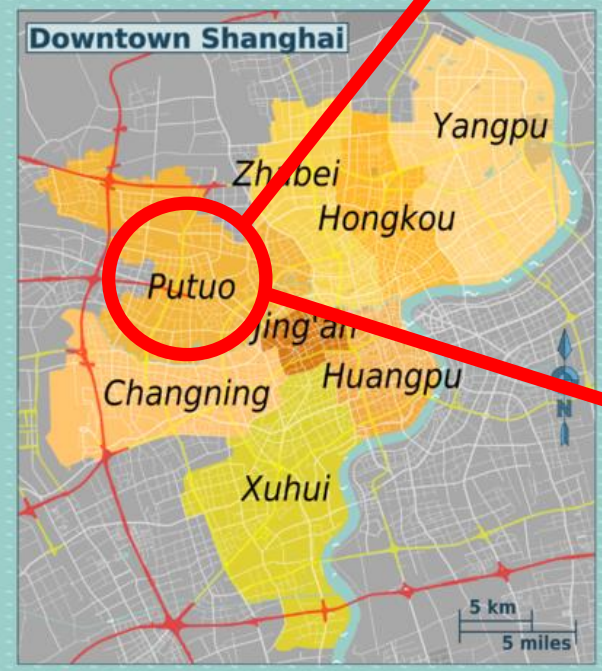 Downtown Shanghai
Yangpu
Zhabei
Hongkou
Putuo
Jing'an
Huangpu
Changning
N
Xuhui
5 km
5 miles